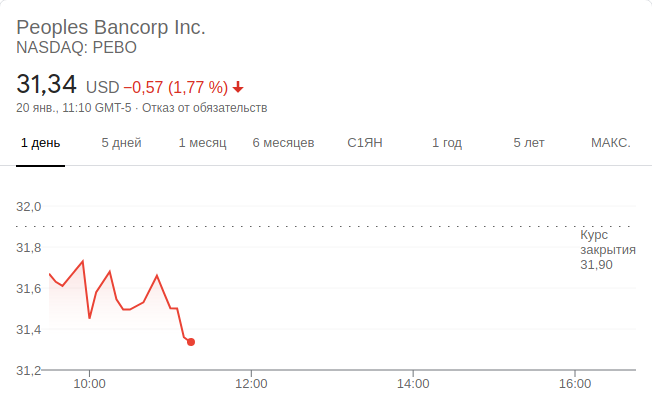 Peoples Bancorp Inc.
NASDAQ: PEBO
31,34 USD −0,57 (1,77 %)
20 янв., 11:10 GMT-5 · Отказ от обязательств
1 день 5 дней 1 месяц 6 месяцев С1ЯН 1 год 5 лет МАКС.
32,0
Курс
закрытия
31,90
31,8
31,6
31,4
31,2
10:00 12:00 14:00 16:00